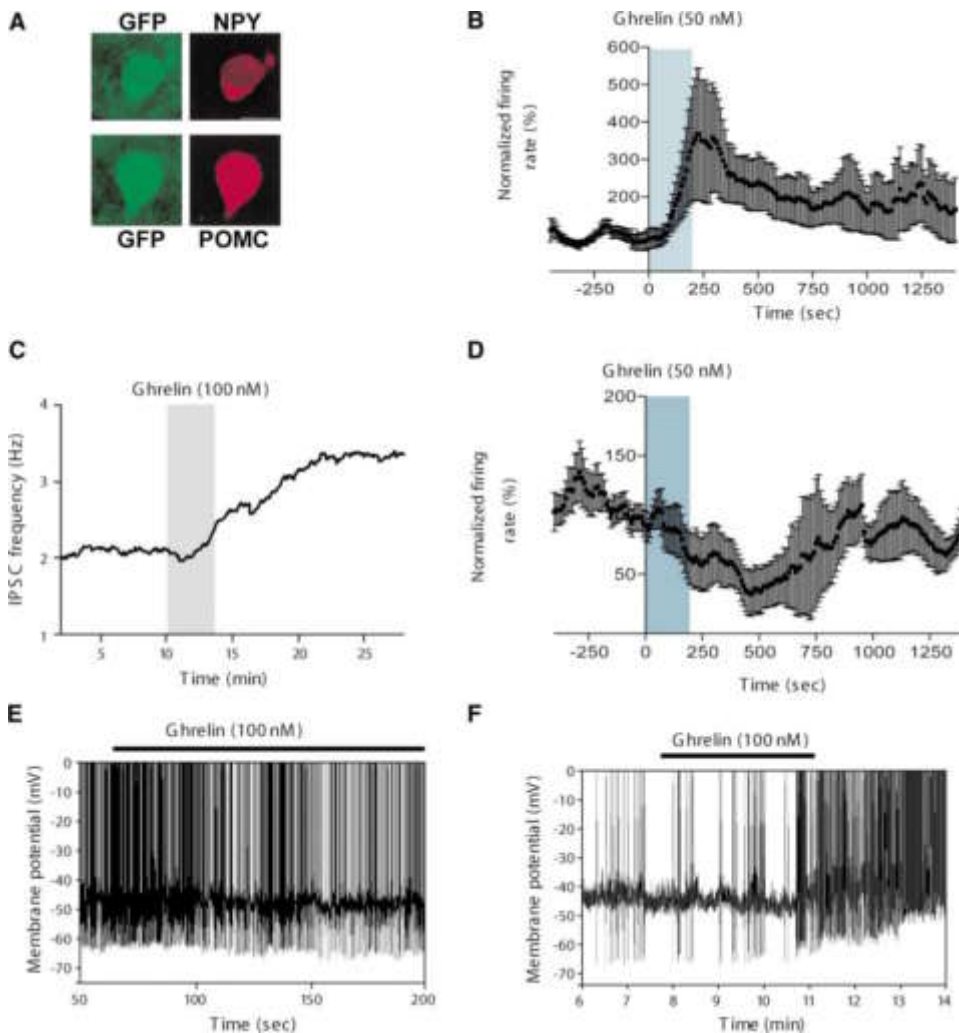 A
GFP NPY
GFP POMC
B
Ghrelin (50 nM)
Normalized firing
rate (%)
600
500
400
300
200
-250 0 250 500 750 1000 1250
Time (sec)
C
Ghrelin (100 nM)
IPSC frequency (Hz)
4
3
2
1
5 10 15 20 25
Time (min)
D
Ghrelin (50 nM)
Normalized firing
rate (%)
200
150
50
-250 0 250 500 750 1000 1250
Time (sec)
E
Ghrelin (100 nM)
Membrane potential (mV)
0
-10
-20
-30
-40
-50
-60
-70
50 100 150 200
Time (sec)
F
Ghrelin (100 nM)
Membrane potential (mV)
0
-10
-20
-30
-40
-50
-60
-70
6 7 8 9 10 11 12 13 14
Time (min)